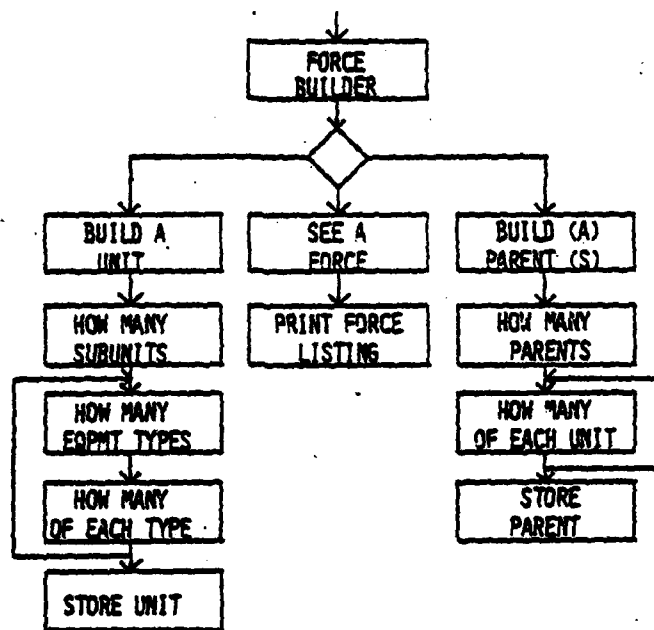 FORCE
BUILDER
BUILD A
UNIT
SEE A
FORCE
BUILD (A)
PARENT (S)
HOW MANY
SUBUNITS
PRINT FORCE
LISTING
HOW MANY
PARENTS
HOW MANY
EQPMT TYPES
HOW MANY
OF EACH UNIT
HOW MANY
OF EACH TYPE
STORE
PARENT
STORE UNIT